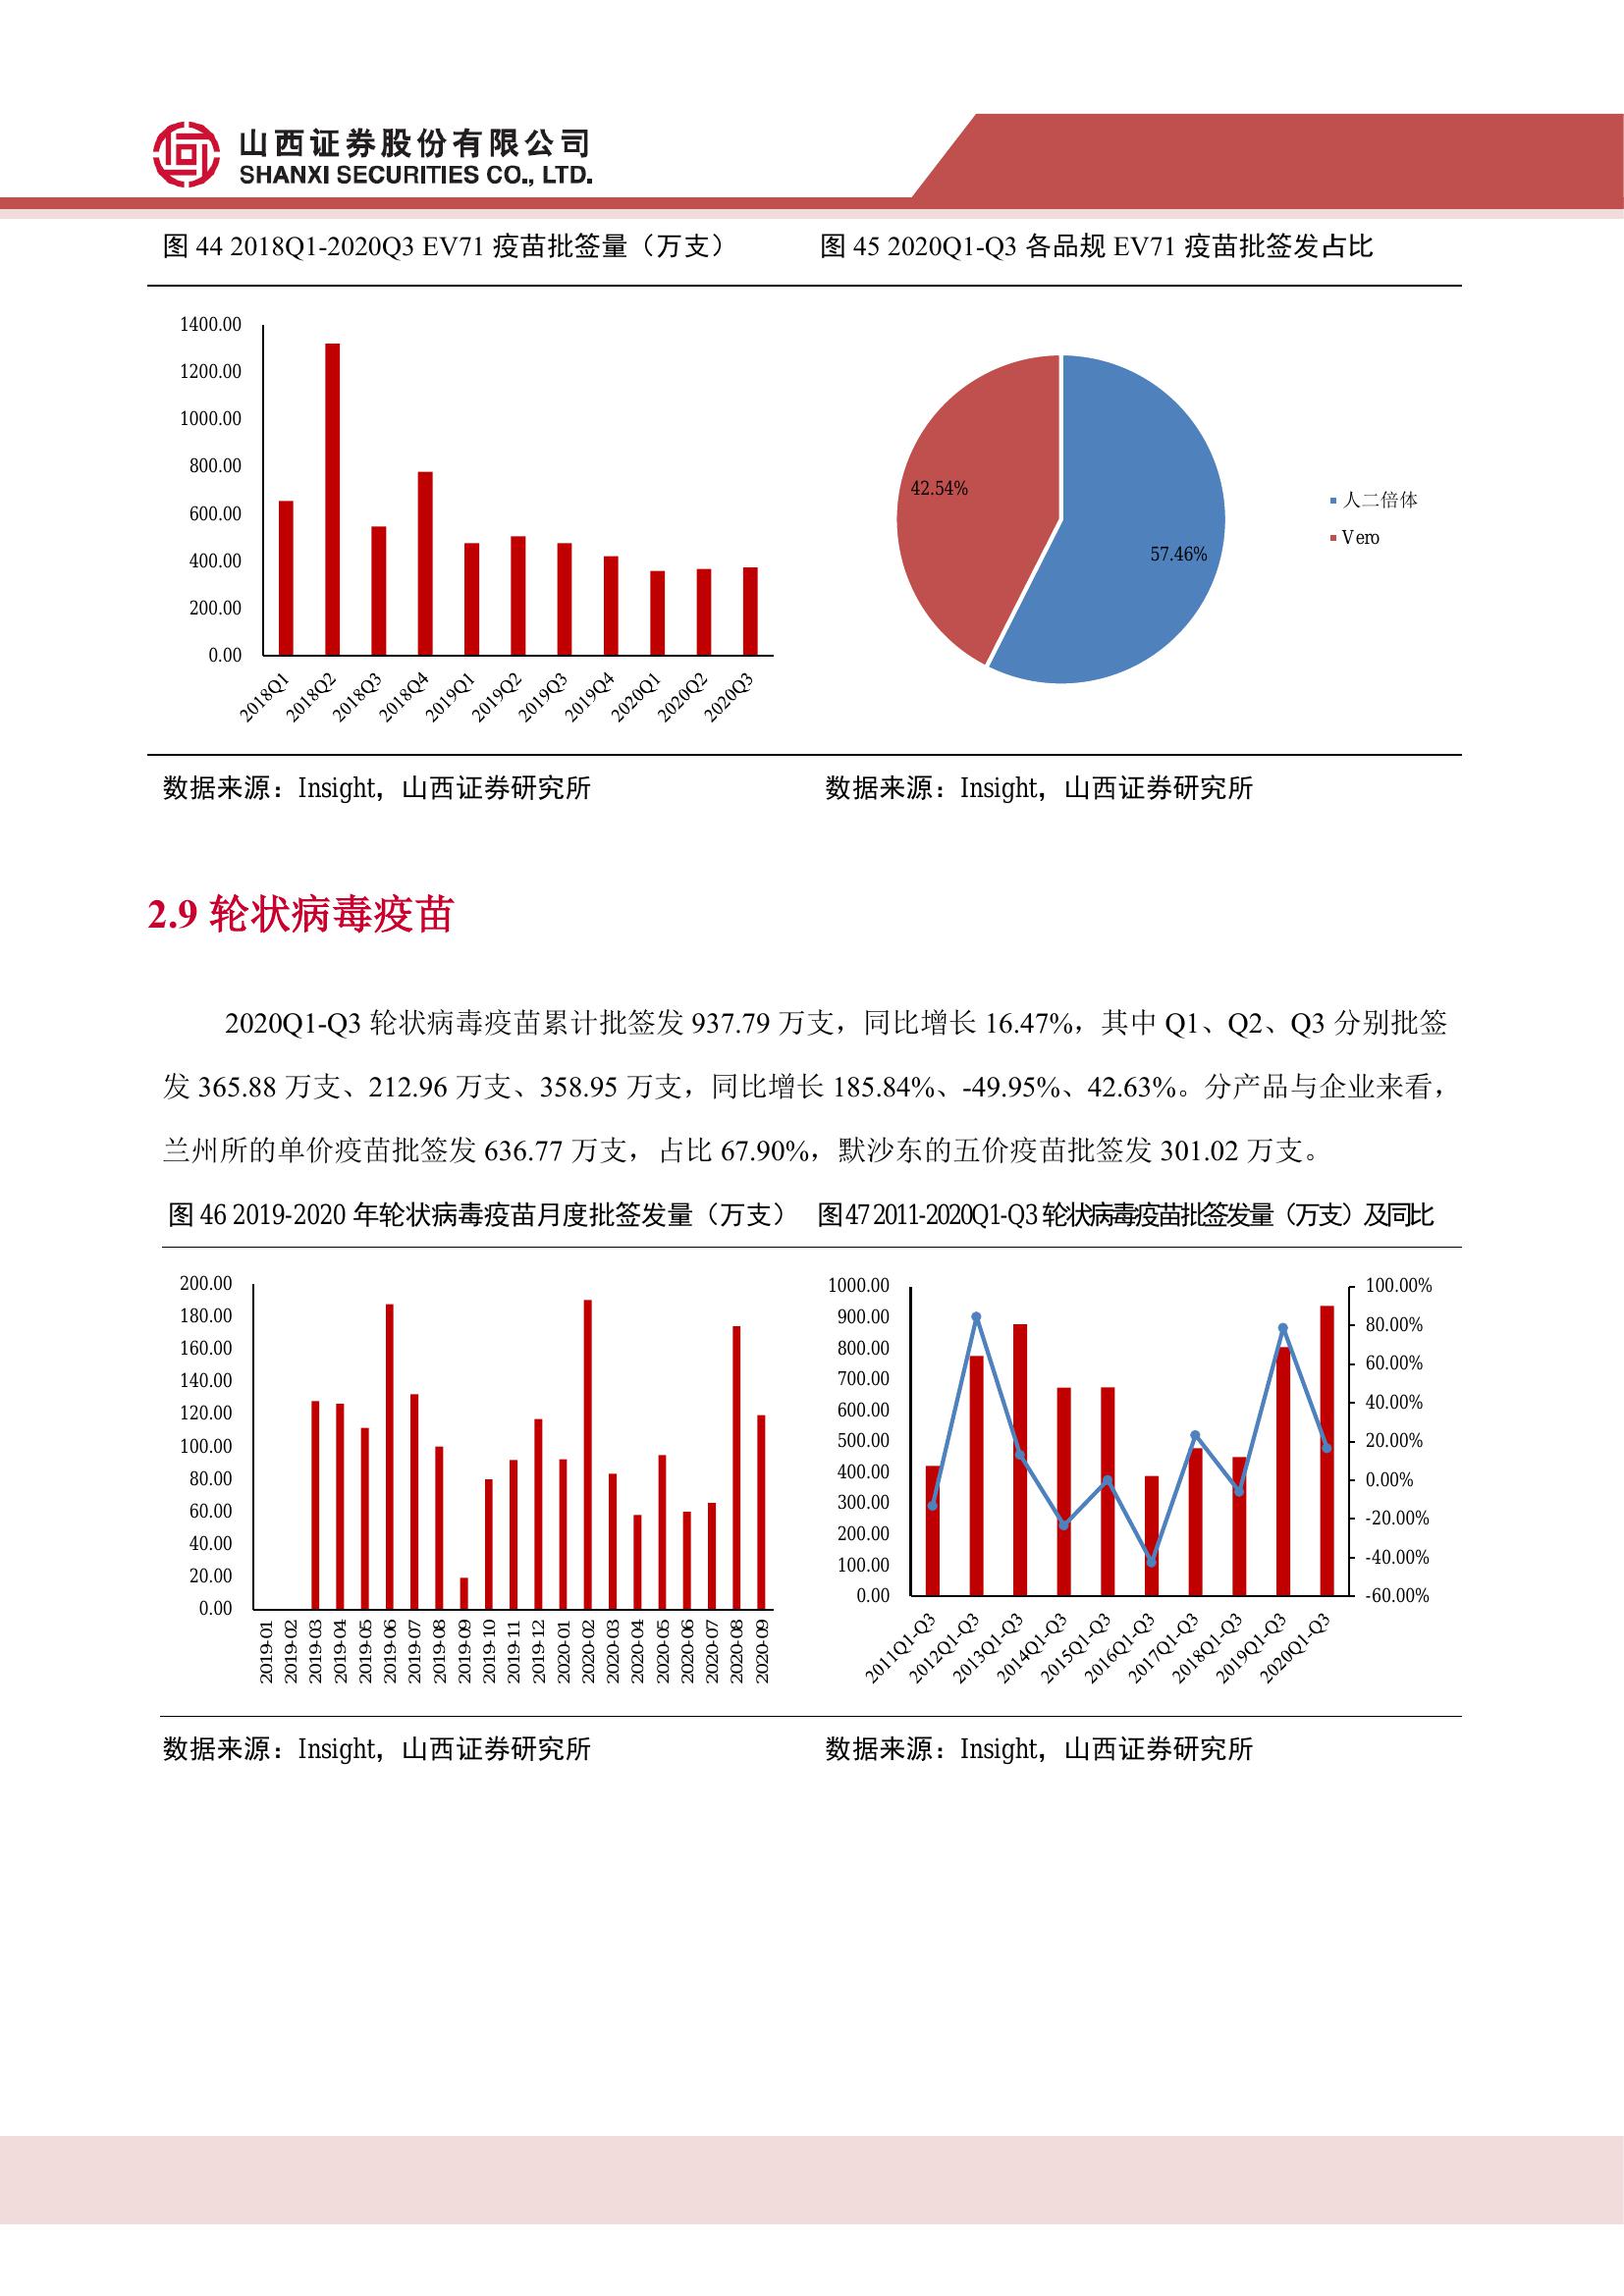 山西证券股份有限公司
SHANXI SECURITIES CO., LTD.
图 44 2018Q1-2020Q3 EV71 疫苗批签量（万支）
图 45 2020Q1-Q3 各品规 EV71 疫苗批签发占比
1400.00
1200.00
1000.00
800.00
600.00
400.00
200.00
0.00
2018Q1
2018Q2
2018Q3
2018Q4
2019Q1
2019Q2
2019Q3
2019Q4
2020Q1
2020Q2
2020Q3
42.54%
57.46%
人二倍体
Vero
数据来源：Insight，山西证券研究所
数据来源：Insight，山西证券研究所
2.9 轮状病毒疫苗
2020Q1-Q3 轮状病毒疫苗累计批签发 937.79 万支，同比增长 16.47%，其中 Q1、Q2、Q3 分别批签
发 365.88 万支、212.96 万支、358.95 万支，同比增长 185.84%、-49.95%、42.63%。分产品与企业来看，
兰州所的单价疫苗批签发 636.77 万支，占比 67.90%，默沙东的五价疫苗批签发 301.02 万支。
图 46 2019-2020 年轮状病毒疫苗月度批签发量（万支）
图 47 2011-2020Q1-Q3 轮状病毒疫苗批签发量（万支）及同比
200.00
180.00
160.00
140.00
120.00
100.00
80.00
60.00
40.00
20.00
0.00
2019-01
2019-02
2019-03
2019-04
2019-05
2019-06
2019-07
2019-08
2019-09
2019-10
2019-11
2019-12
2020-01
2020-02
2020-03
2020-04
2020-05
2020-06
2020-07
2020-08
2020-09
1000.00
900.00
800.00
700.00
600.00
500.00
400.00
300.00
200.00
100.00
0.00
100.00%
80.00%
60.00%
40.00%
20.00%
0.00%
-20.00%
-40.00%
-60.00%
2011Q1-Q3
2012Q1-Q3
2013Q1-Q3
2014Q1-Q3
2015Q1-Q3
2016Q1-Q3
2017Q1-Q3
2018Q1-Q3
2019Q1-Q3
2020Q1-Q3
数据来源：Insight，山西证券研究所
数据来源：Insight，山西证券研究所